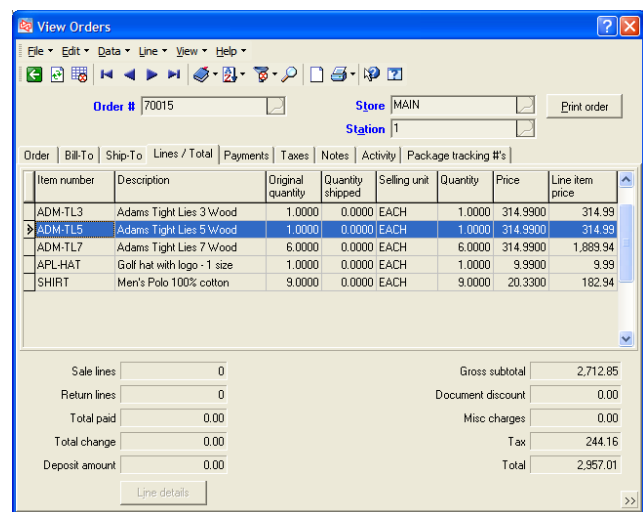 View Orders
File Edit Data Line View Help
Order # 70015 Store MAIN Print order
Station 1
Order Bill-To Ship-To Lines / Total Payments Taxes Notes Activity Package tracking #'s
Item number Description Original quantity Quantity shipped Selling unit Quantity Price Line item price
ADM-TL3 Adams Tight Lies 3 Wood 1.0000 0.0000 EACH 1.0000 314.9900 314.99
ADM-TL5 Adams Tight Lies 5 Wood 1.0000 0.0000 EACH 1.0000 314.9900 314.99
ADM-TL7 Adams Tight Lies 7 Wood 6.0000 0.0000 EACH 6.0000 314.9900 1,889.94
APL-HAT Golf hat with logo - 1 size 1.0000 0.0000 EACH 1.0000 9.9900 9.99
SHIRT Men's Polo 100% cotton 9.0000 0.0000 EACH 9.0000 20.3300 182.94
Sale lines 0 Gross subtotal 2,712.85
Return lines 0 Document discount 0.00
Total paid 0.00 Misc charges 0.00
Total change 0.00 Tax 244.16
Deposit amount 0.00 Total 2,957.01
Line details >>